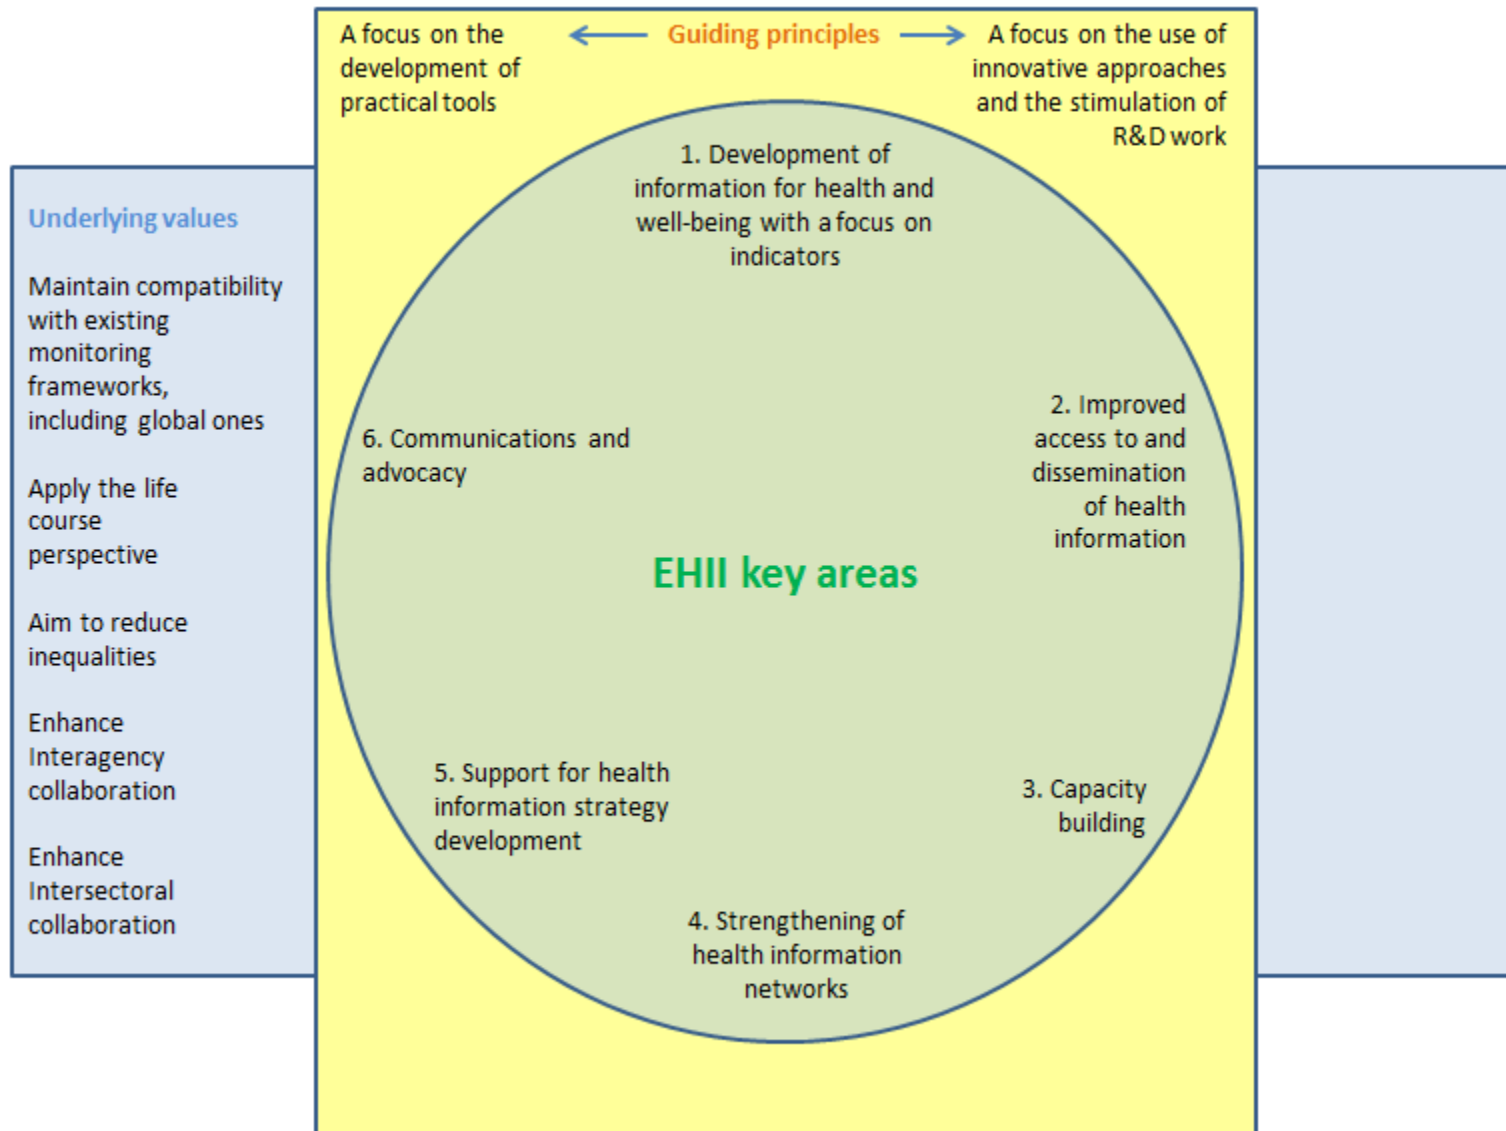 A focus on the
development of
practical tools
Guiding principles
A focus on the use of
innovative approaches
and the stimulation of
R&D work
Underlying values
Maintain compatibility
with existing
monitoring
frameworks,
including global ones
Apply the life
course
perspective
Aim to reduce
inequalities
Enhance
Interagency
collaboration
Enhance
Intersectoral
collaboration
1. Development of
information for health and
well-being with a focus on
indicators
2. Improved
access to and
dissemination
of health
information
3. Capacity
building
4. Strengthening of
health information
networks
5. Support for health
information strategy
development
6. Communications and
advocacy
EHII key areas